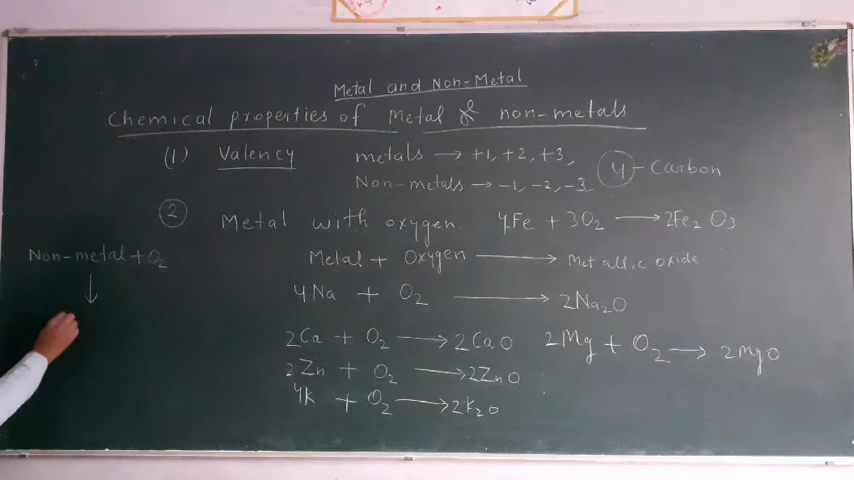 Metal and Non-Metal
Chemical properties of Metal & non-metals
(1) Valency metals → +1, +2, +3, 4 - Carbon
Non-metals → -1, -2, -3
2 Metal with oxygen. 4Fe + 3O₂ → 2Fe₂O₃
Non-metal + O₂
↓
Metal + Oxygen → Metallic oxide
4Na + O₂ → 2Na₂O
2Ca + O₂ → 2CaO 2Mg + O₂ → 2MgO
2Zn + O₂ → 2ZnO
4K + O₂ → 2K₂O